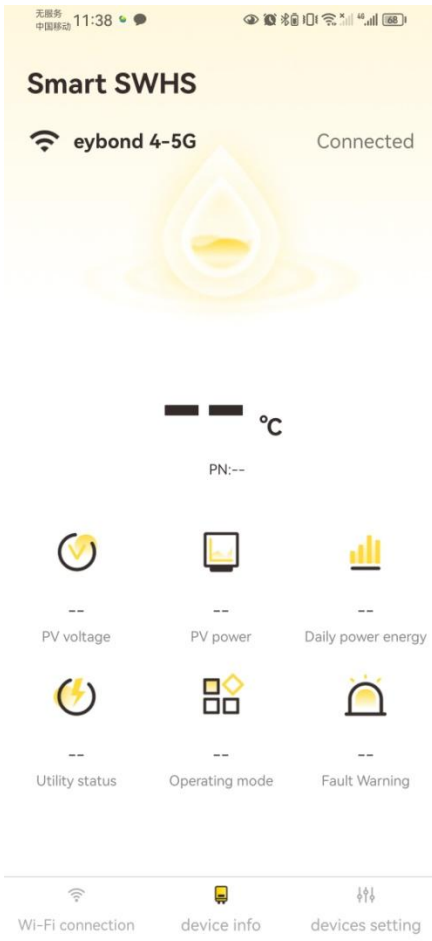 无服务
中国移动 11:38 68
Smart SWHS
eybond 4-5G Connected
-- °C
PN:--
-- -- --
PV voltage PV power Daily power energy
-- -- --
Utility status Operating mode Fault Warning
Wi-Fi connection device info devices setting